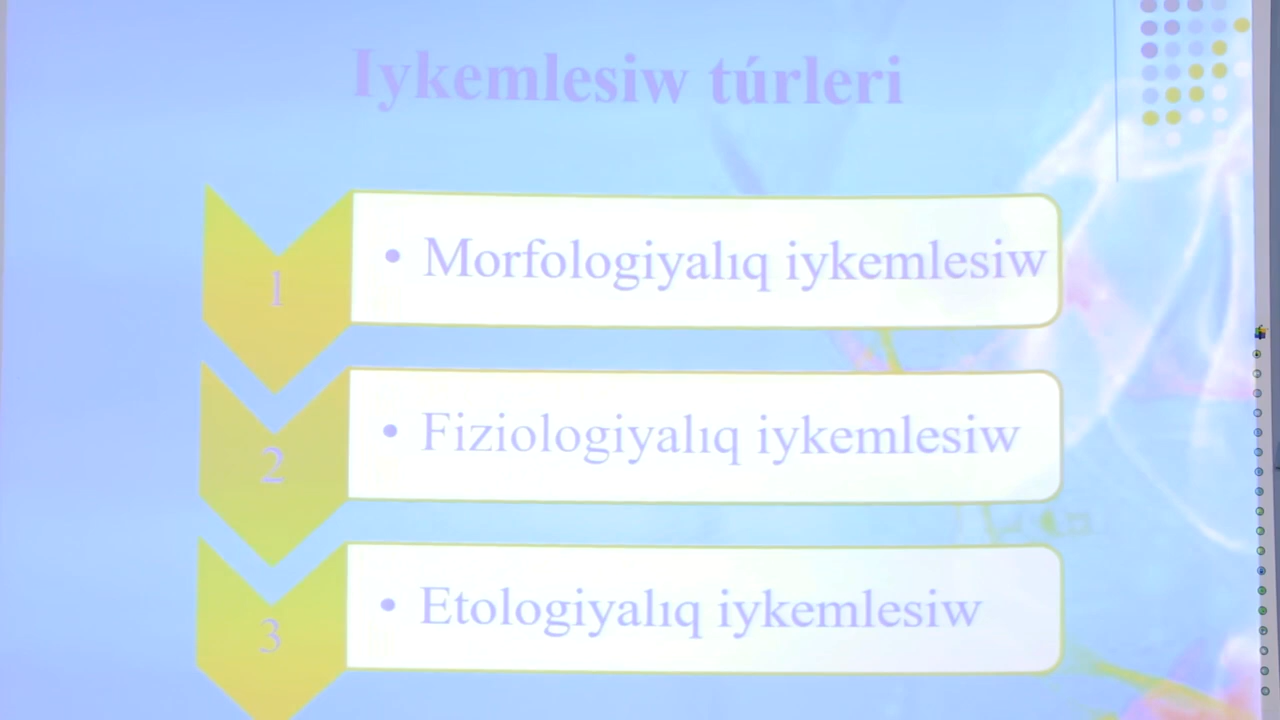 Iykemlesiw túrleri
1
• Morfologiyalıq iykemlesiw
2
• Fiziologiyalıq iykemlesiw
3
• Etologiyalıq iykemlesiw